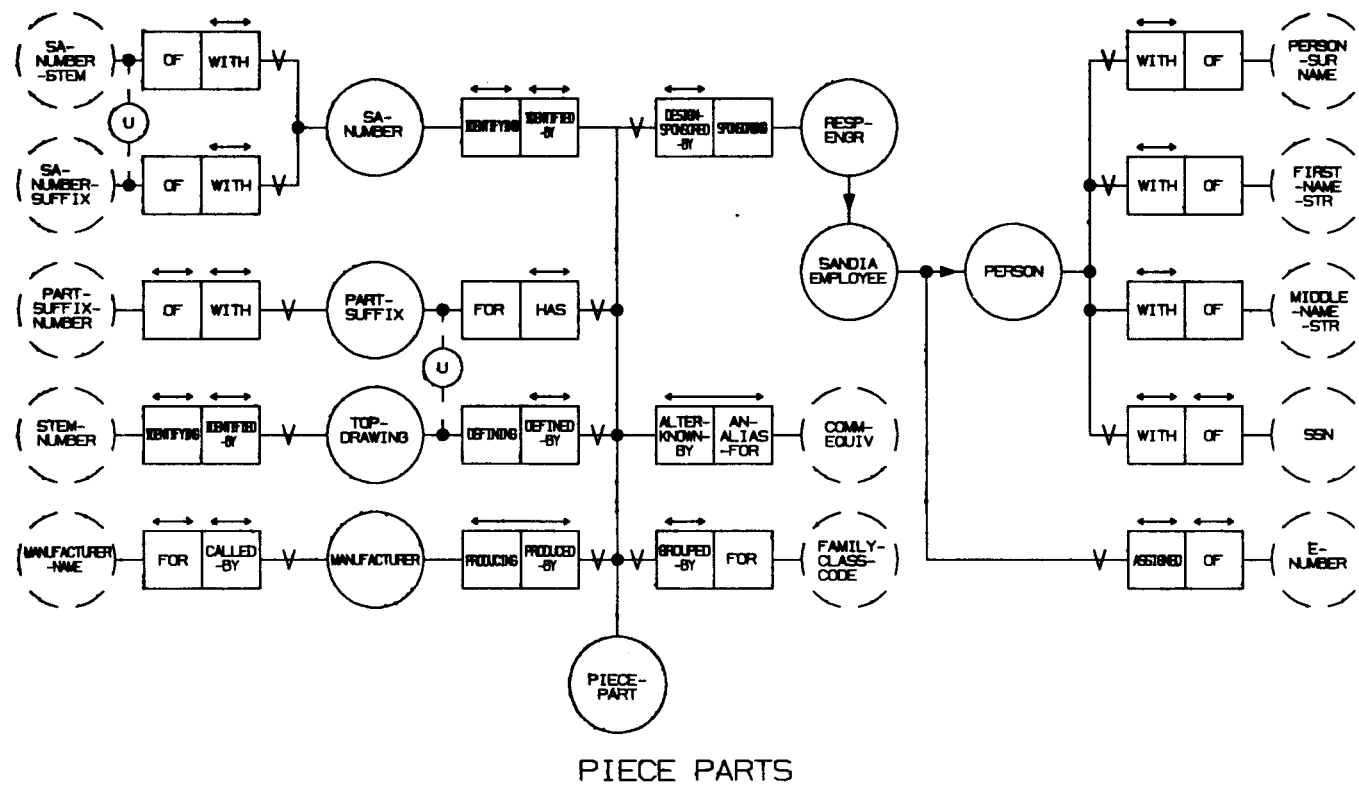 SA-
NUMBER
-STEM
OF
WITH
V
U
SA-
NUMBER-
SUFFIX
OF
WITH
V
SA-
NUMBER
IDENTIFYING
IDENTIFIED
-BY
V
DESIGN-
SPONSORED
-BY
SPONSORING
RESP-
ENGR
V
WITH
OF
PERSON
-SUR
NAME
V
WITH
OF
FIRST
-NAME
-STR
PART-
SUFFIX-
NUMBER
OF
WITH
V
PART-
SUFFIX
FOR
HAS
V
U
SANDIA
EMPLOYEE
PERSON
V
WITH
OF
MIDDLE
-NAME
-STR
STEM-
NUMBER
IDENTIFYING
IDENTIFIED
-BY
V
TOP-
DRAWING
DEFINING
DEFINED
-BY
V
ALTER-
KNOWN-
BY
AN-
ALIAS
-FOR
COMM-
EQUIV
V
WITH
OF
SSN
MANUFACTURER
-NAME
FOR
CALLED
-BY
V
MANUFACTURER
PRODUCING
PRODUCED
-BY
V
V
GROUPED
-BY
FOR
FAMILY-
CLASS-
CODE
V
ASSIGNED
OF
E-
NUMBER
PIECE-
PART
PIECE PARTS